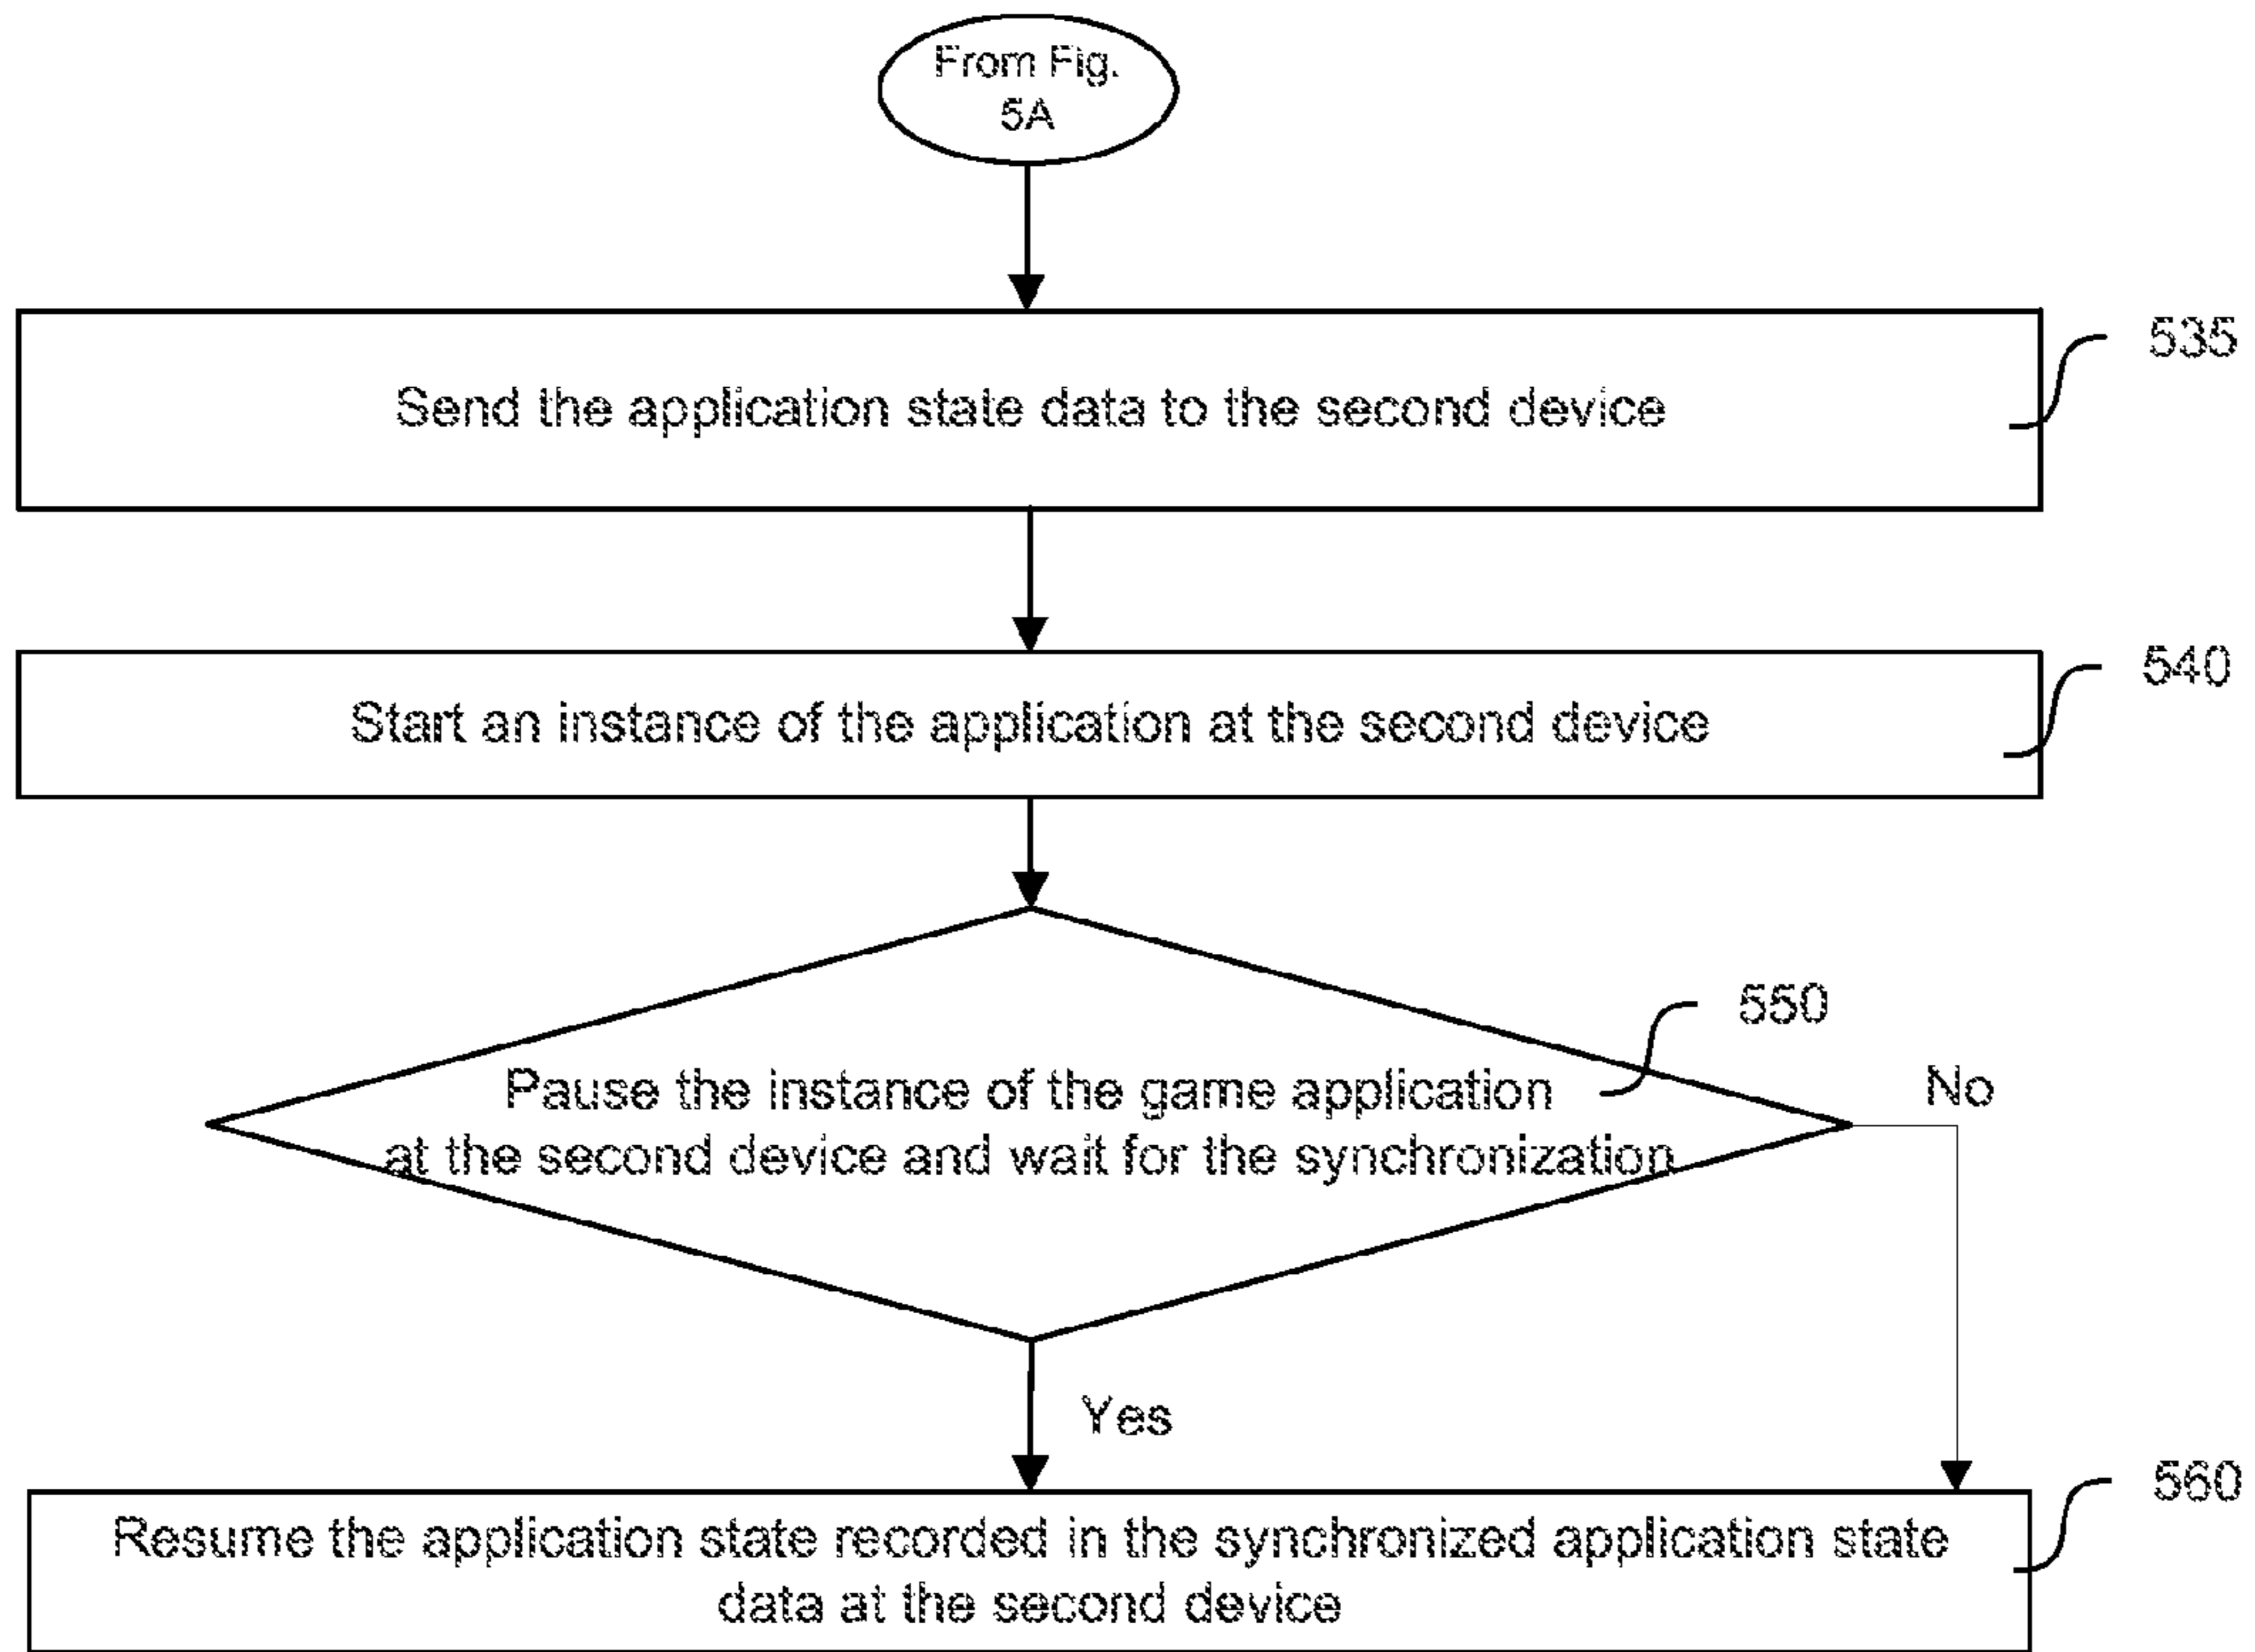 From Fig.
5A
535
Send the application state data to the second device
540
Start an instance of the application at the second device
550
Pause the instance of the game application
No
at the second device and wait for the synchronization
Yes
560
Resume the application state recorded in the synchronized application state
data at the second device